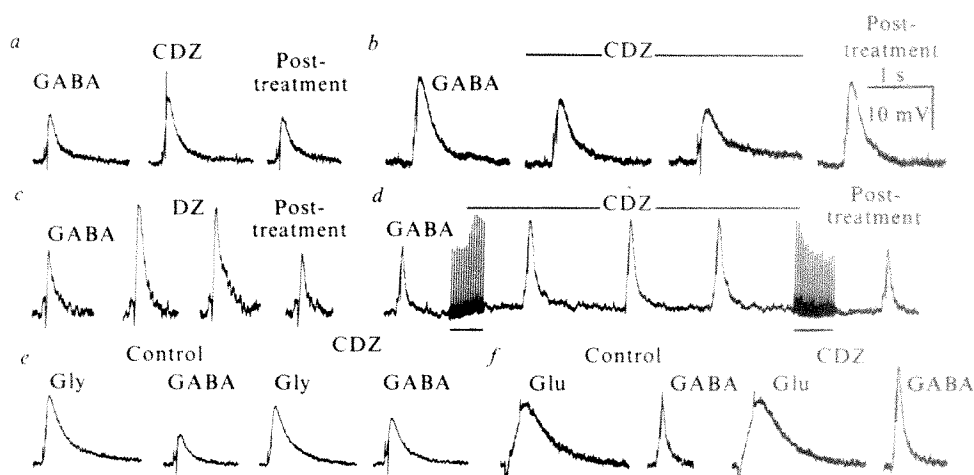 a
GABA
CDZ
Post-
treatment
b
GABA
CDZ
Post-
treatment
1 s
10 mV
c
GABA
DZ
Post-
treatment
d
GABA
CDZ
Post-
treatment
e
Control
CDZ
Gly
GABA
Gly
GABA
f
Control
CDZ
Glu
GABA
Glu
GABA